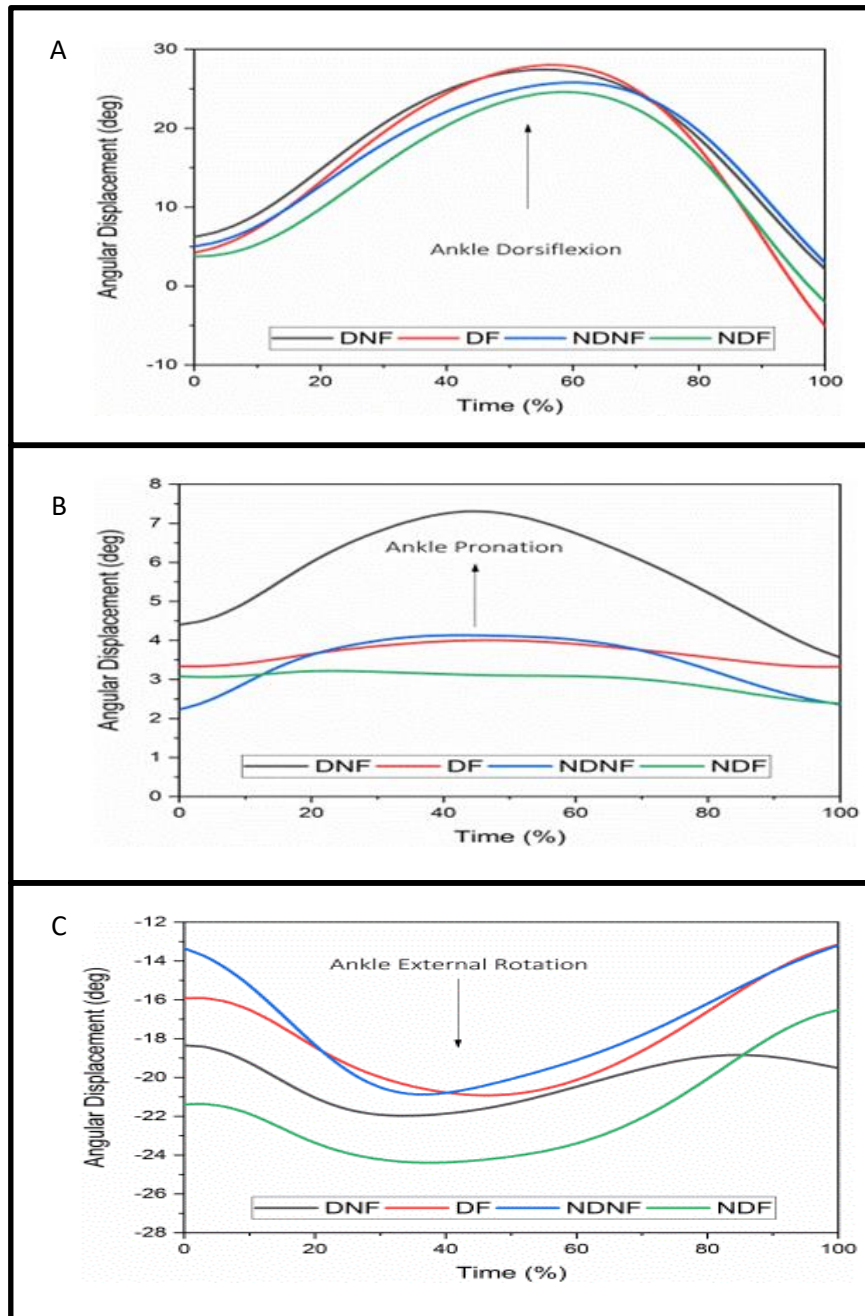 A
30
20
10
0
-10
Angular Displacement (deg)
Ankle Dorsiflexion
DNF DF NDNF NDF
0 20 40 60 80 100
Time (%)
B
8
7
6
5
4
3
2
1
0
Angular Displacement (deg)
Ankle Pronation
DNF DF NDNF NDF
0 20 40 60 80 100
Time (%)
C
-12
-14
-16
-18
-20
-22
-24
-26
-28
Angular Displacement (deg)
Ankle External Rotation
DNF DF NDNF NDF
0 20 40 60 80 100
Time (%)